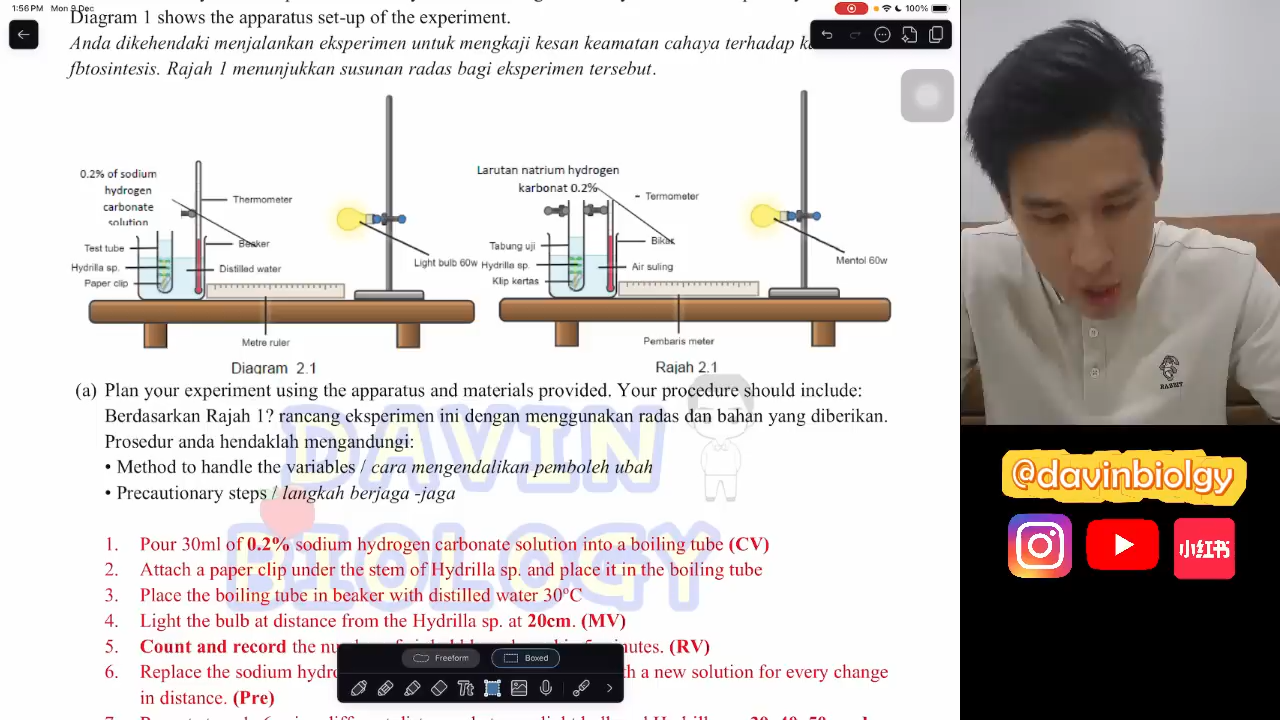 1:56 PM Mon 9 Dec
100%
Diagram 1 shows the apparatus set-up of the experiment.
Anda dikehendaki menjalankan eksperimen untuk mengkaji kesan keamatan cahaya terhadap
fbtosintesis. Rajah 1 menunjukkan susunan radas bagi eksperimen tersebut.
0.2% of sodium
hydrogen
carbonate
solution
Thermometer
Test tube
Beaker
Hydrilla sp.
Distilled water
Paper clip
Light bulb 60w
Metre ruler
Diagram 2.1
Larutan natrium hydrogen
karbonat 0.2%
- Termometer
Tabung uji
Bikar
Hydrilla sp.
Air suling
Klip kertas
Mentol 60w
Pembaris meter
Rajah 2.1
(a) Plan your experiment using the apparatus and materials provided. Your procedure should include:
Berdasarkan Rajah 1? rancang eksperimen ini dengan menggunakan radas dan bahan yang diberikan.
Prosedur anda hendaklah mengandungi:
• Method to handle the variables / cara mengendalikan pemboleh ubah
• Precautionary steps / langkah berjaga -jaga
DAVIN
BIOLOGY
1. Pour 30ml of 0.2% sodium hydrogen carbonate solution into a boiling tube (CV)
2. Attach a paper clip under the stem of Hydrilla sp. and place it in the boiling tube
3. Place the boiling tube in beaker with distilled water 30°C
4. Light the bulb at distance from the Hydrilla sp. at 20cm. (MV)
5. Count and record the (RV)
6. Replace the sodium with a new solution for every change
in distance. (Pre)
Freeform
Boxed
Tt
RABBIT
@davinbiolgy
小红书